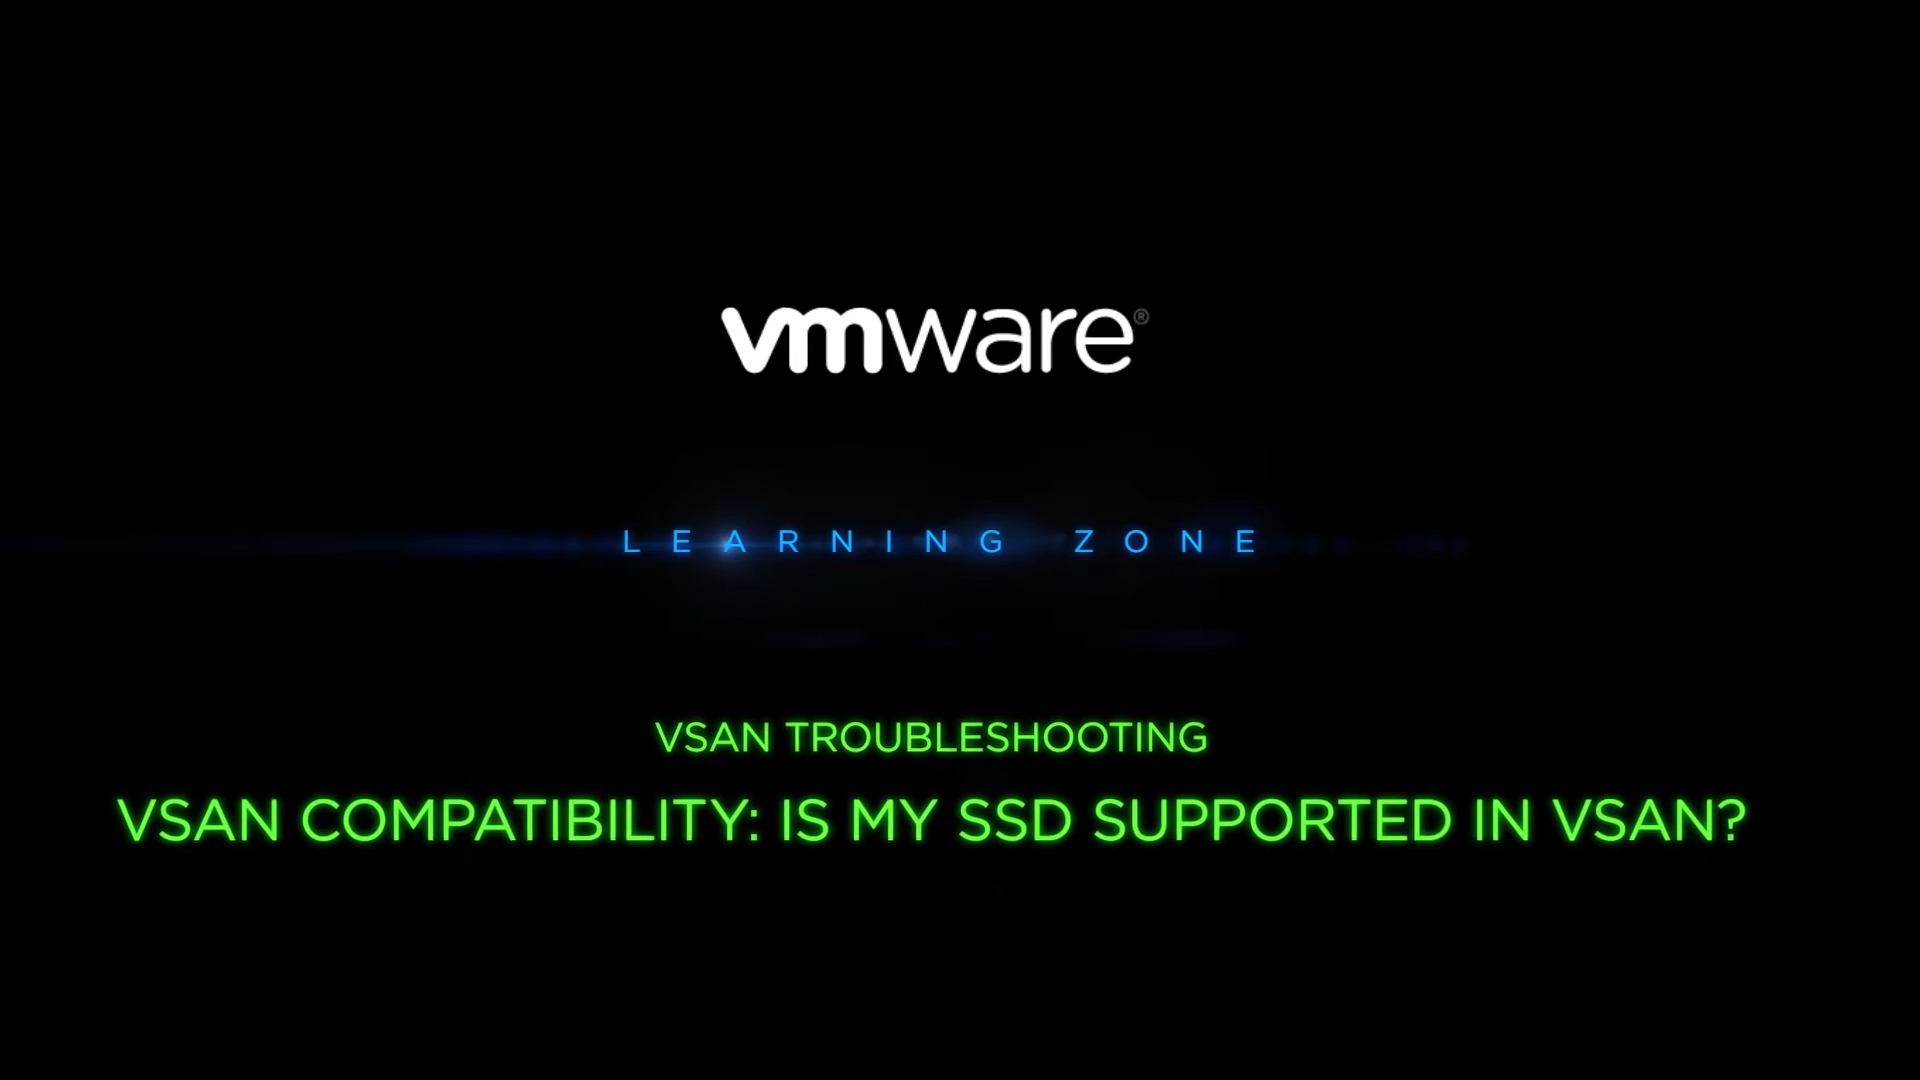 vmware®
LEARNING ZONE
VSAN TROUBLESHOOTING
VSAN COMPATIBILITY: IS MY SSD SUPPORTED IN VSAN?